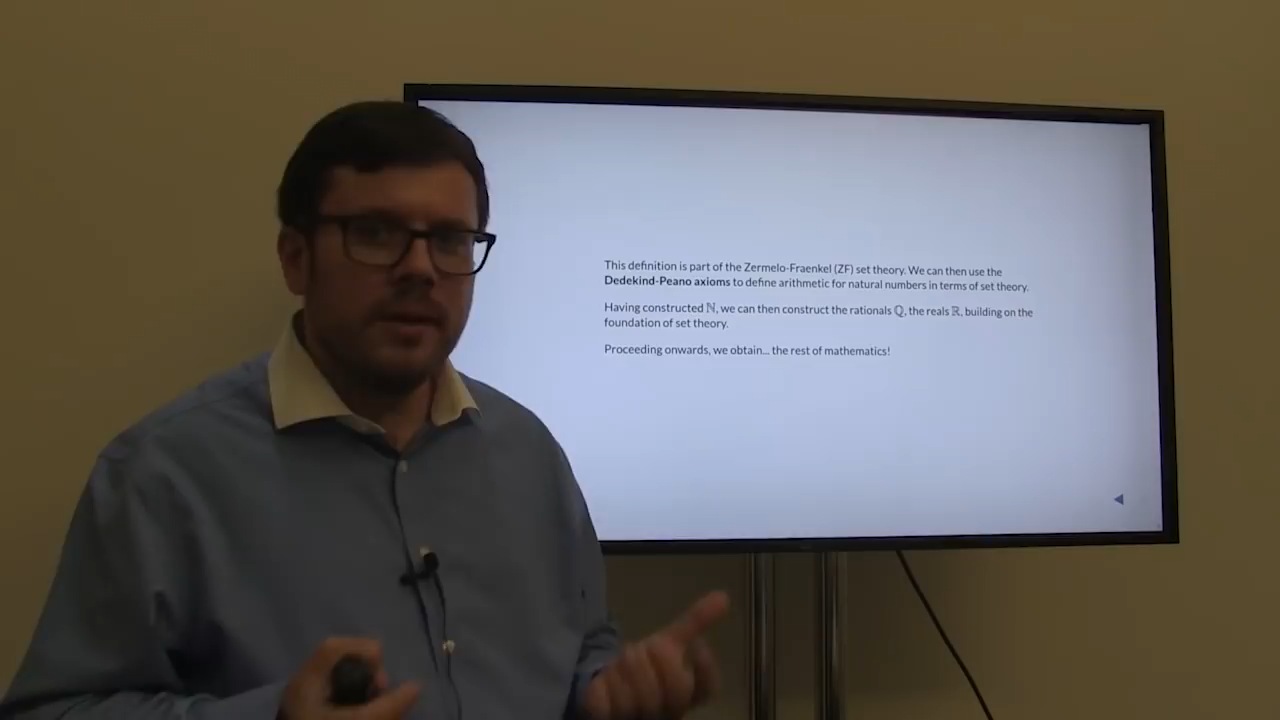 This definition is part of the Zermelo-Fraenkel (ZF) set theory. We can then use the
Dedekind-Peano axioms to define arithmetic for natural numbers in terms of set theory.
Having constructed ℕ, we can then construct the rationals ℚ, the reals ℝ, building on the
foundation of set theory.
Proceeding onwards, we obtain... the rest of mathematics!